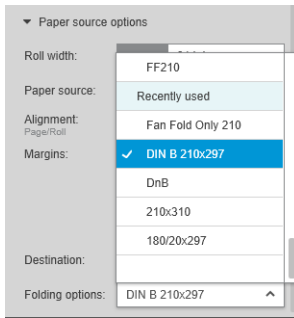 Paper source options
Roll width:
FF210
Paper source:
Recently used
Alignment:
Page/Roll
Fan Fold Only 210
Margins:
DIN B 210x297
DnB
210x310
180/20x297
Destination:
Folding options:
DIN B 210x297